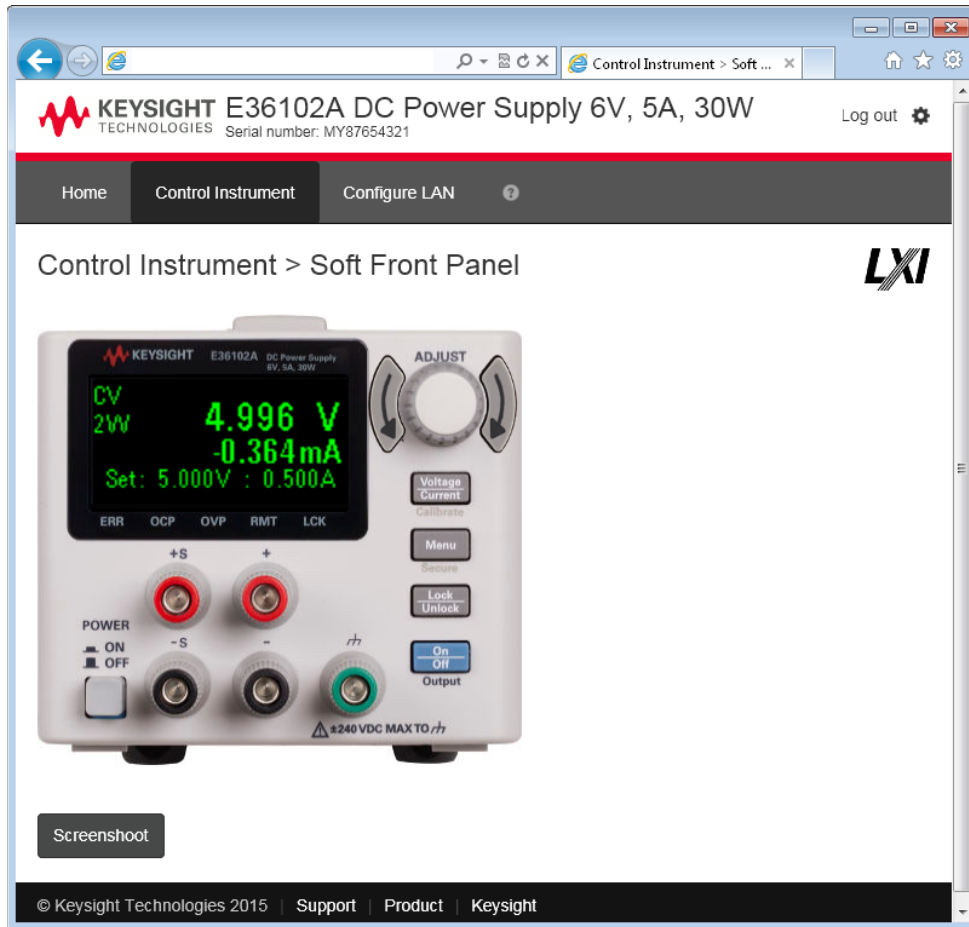 Control Instrument > Soft ...
KEYSIGHT
TECHNOLOGIES
E36102A DC Power Supply 6V, 5A, 30W
Serial number: MY87654321
Log out
Home
Control Instrument
Configure LAN
?
Control Instrument > Soft Front Panel
LXI
KEYSIGHT E36102A DC Power Supply
6V, 5A, 30W
ADJUST
CV
2W
4.996 V
-0.364mA
Set: 5.000V : 0.500A
ERR OCP OVP RMT LCK
Voltage
Current
Calibrate
Menu
Secure
Lock
Unlock
On
Off
Output
+S +
POWER
ON
OFF
-S -
±240 VDC MAX TO
Screenshoot
© Keysight Technologies 2015 | Support | Product | Keysight